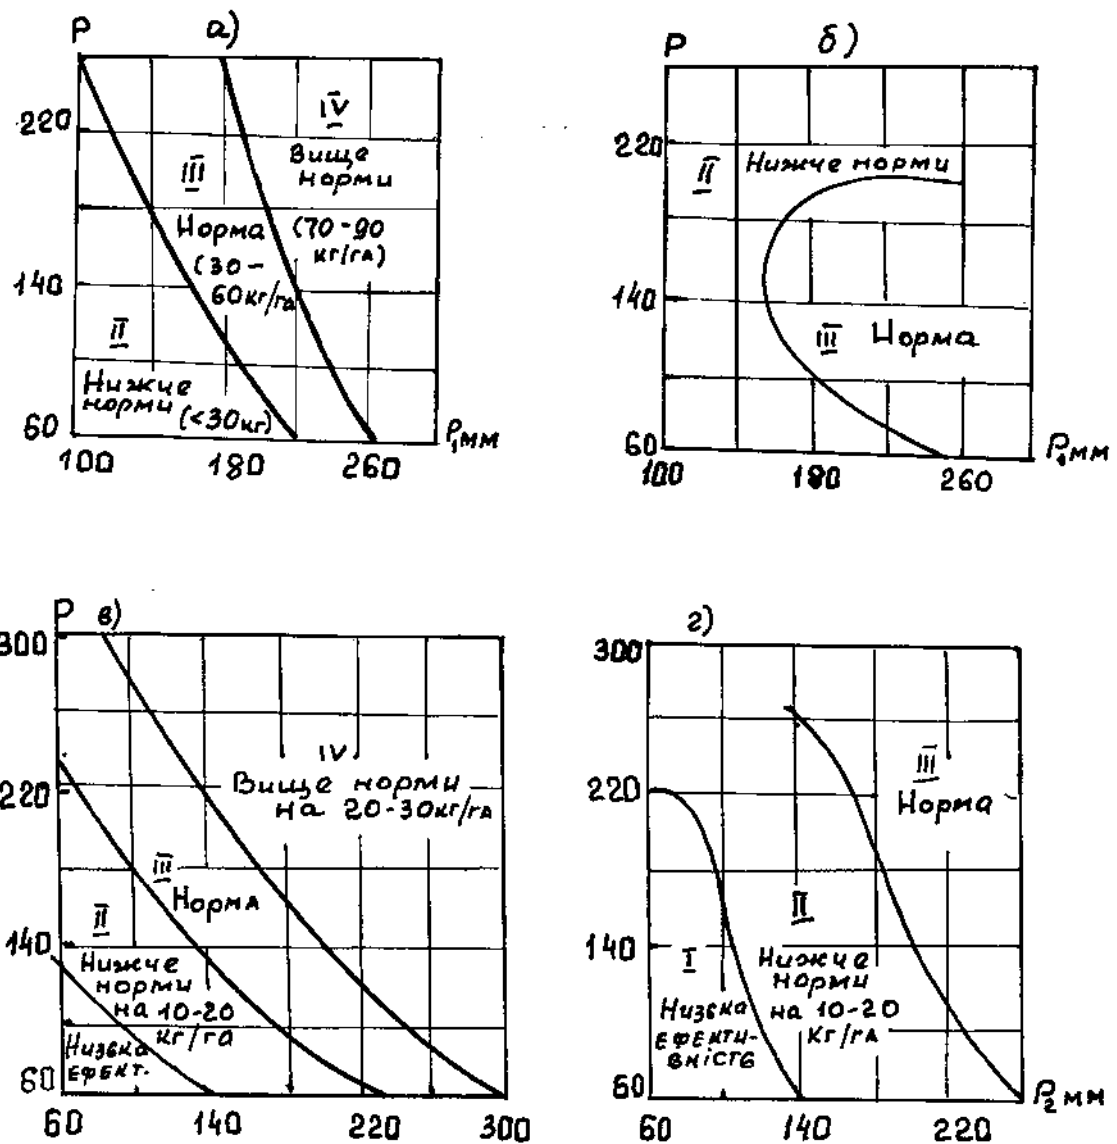 P
а)
220
140
60
100
180
260
P₁мм
IV
Вище
норми
(70-90
кг/га)
III
Норма
(30-
60кг/га
II
Нижче
норми (<30кг)
P
б)
220
140
60
100
180
260
P₁мм
II Нижче норми
III Норма
P в)
300
220
140
60
60
140
220
300
IV
Вище норми
на 20-30кг/га
III
Норма
II
Нижче
норми
на 10-20
кг/га
Низька
ефект.
г)
300
220
140
60
60
140
220
P₂ мм
III
Норма
II
Нижче
норми
на 10-20
кг/га
I
Низька
ефекти-
вність